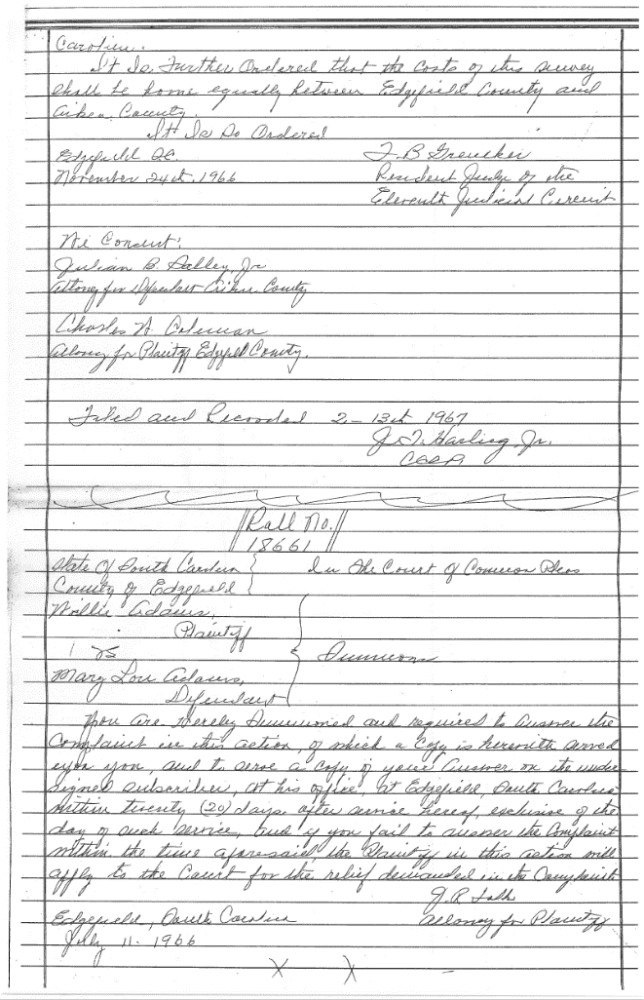 Carolina.
It Is Further Ordered that the costs of this survey
shall be borne equally between Edgefield County and
Aiken County.
It Is So Ordered
Edgefield SC.
November 24th, 1966
T. B. Greneker
Resident Judge of the
Eleventh Judicial Circuit
We Consent:
Julian B. Salley, Jr
Attorney for Defendant Aiken County
Charles W. Coleman
Attorney for Plaintiff Edgefield County.
Filed and Recorded 2-13th 1967
J. T. Harling, Jr.
Roll No.
18661
State Of South Carolina
County of Edgefield
In The Court Of Common Pleas
Willie Adams,
Plaintiff
vs
Summons
Mary Lou Adams,
Defendant
You are Hereby Summoned and required to answer the
Complaint in this action, of which a Copy is herewith served
upon you, and to serve a copy of your Answer on the under
signed subscriber, at his office, at Edgefield, South Carolina
within twenty (20) days after service hereof, exclusive of the
day of such service, and if you fail to answer the Complaint
within the time aforesaid, the Plaintiff in this action will
apply to the Court for the relief demanded in the Complaint.
J. R. Folk
Attorney for Plaintiff
Edgefield, South Carolina
July 11. 1966